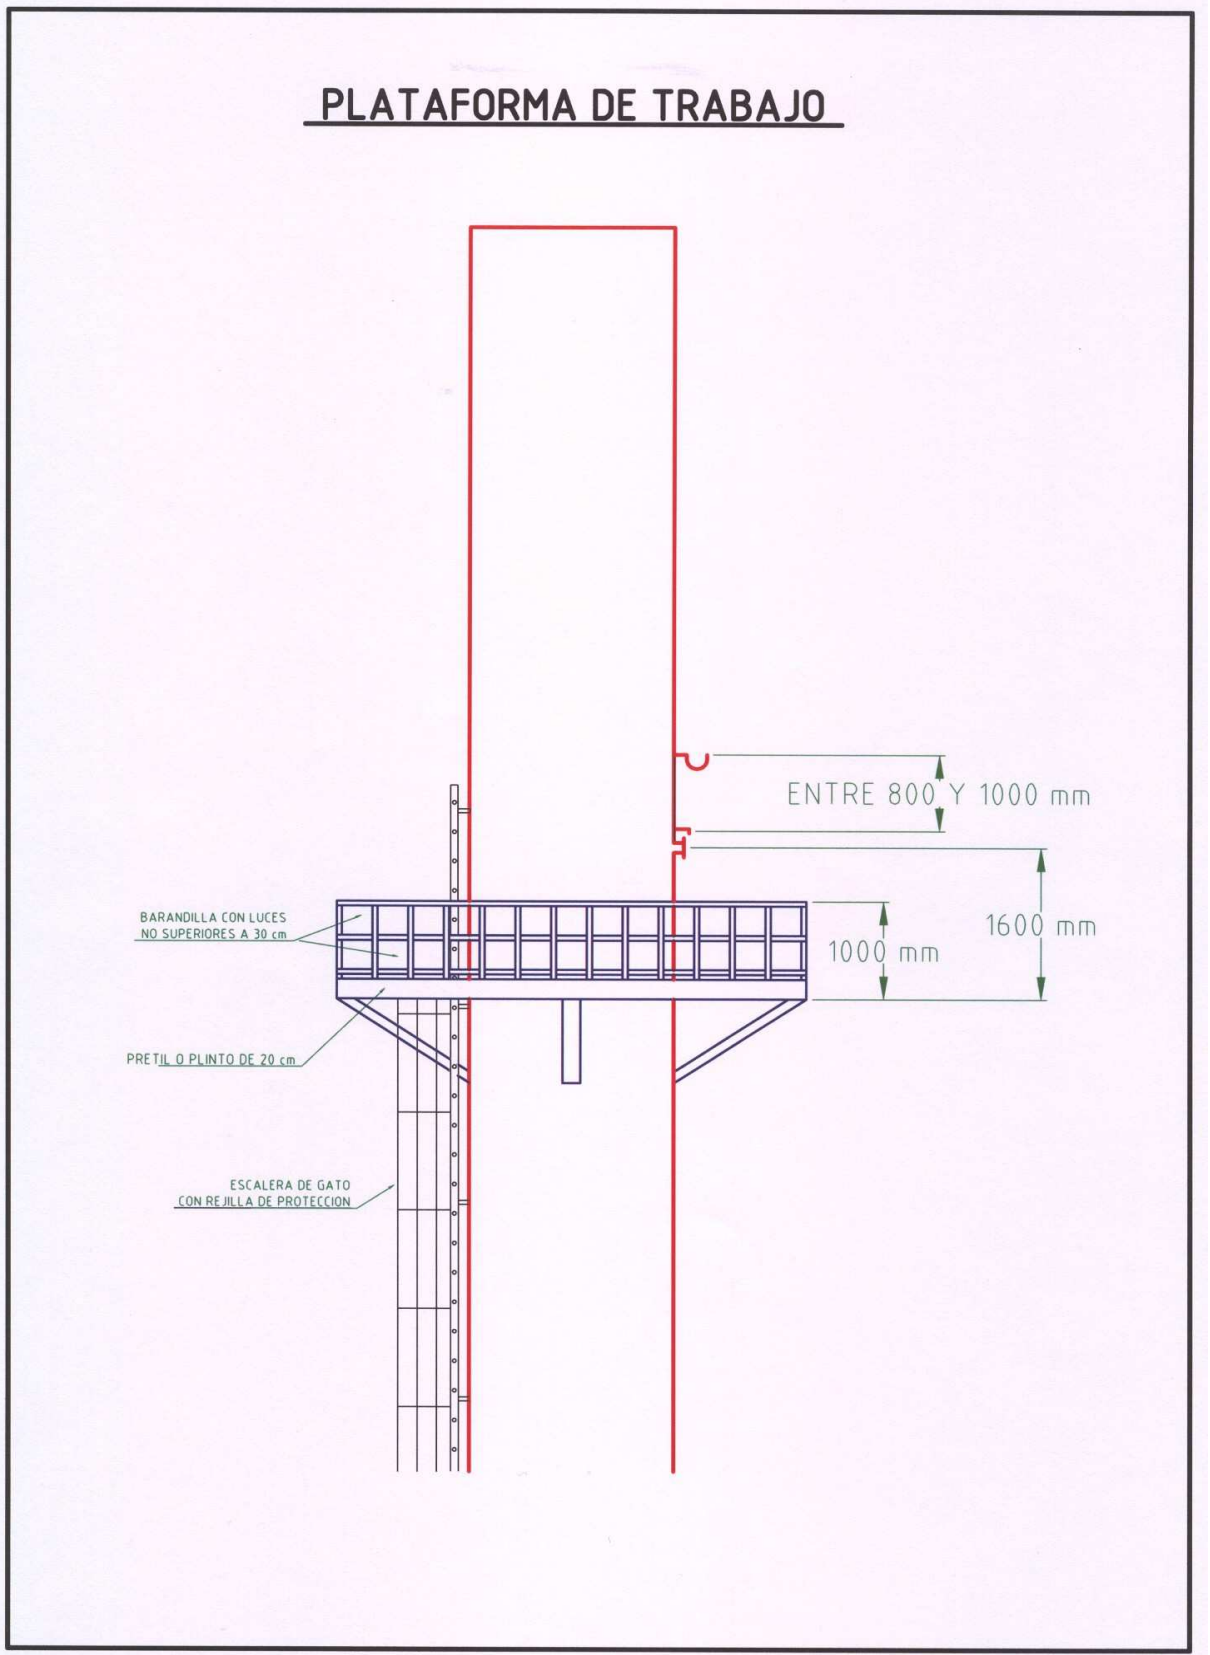 PLATAFORMA DE TRABAJO
ENTRE 800 Y 1000 mm
BARANDILLA CON LUCES
NO SUPERIORES A 30 cm
1600 mm
1000 mm
PRETIL O PLINTO DE 20 cm
ESCALERA DE GATO
CON REJILLA DE PROTECCION